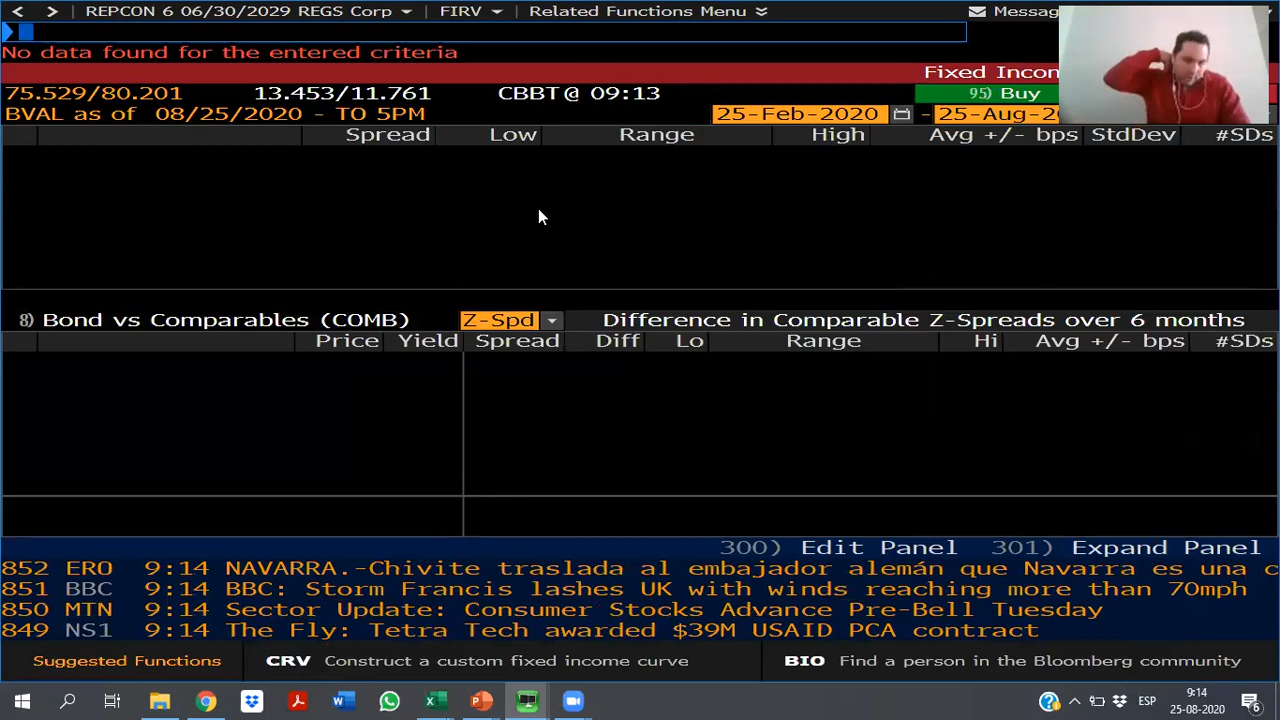 REPCON 6 06/30/2029 REGS Corp FIRV Related Functions Menu Messag
No data found for the entered criteria
Fixed Incon
75.529/80.201 13.453/11.761 CBBT@ 09:13 95) Buy
BVAL as of 08/25/2020 - TO 5PM 25-Feb-2020 - 25-Aug-2
Spread Low Range High Avg +/- bps StdDev #SDs
8) Bond vs Comparables (COMB) Z-Spd Difference in Comparable Z-Spreads over 6 months
Price Yield Spread Diff Lo Range Hi Avg +/- bps #SDs
300) Edit Panel 301) Expand Panel
852 ERO 9:14 NAVARRA.-Chivite traslada al embajador alemán que Navarra es una c
851 BBC 9:14 BBC: Storm Francis lashes UK with winds reaching more than 70mph
850 MTN 9:14 Sector Update: Consumer Stocks Advance Pre-Bell Tuesday
849 NS1 9:14 The Fly: Tetra Tech awarded $39M USAID PCA contract
Suggested Functions CRV Construct a custom fixed income curve BIO Find a person in the Bloomberg community
ESP 9:14
25-08-2020 6